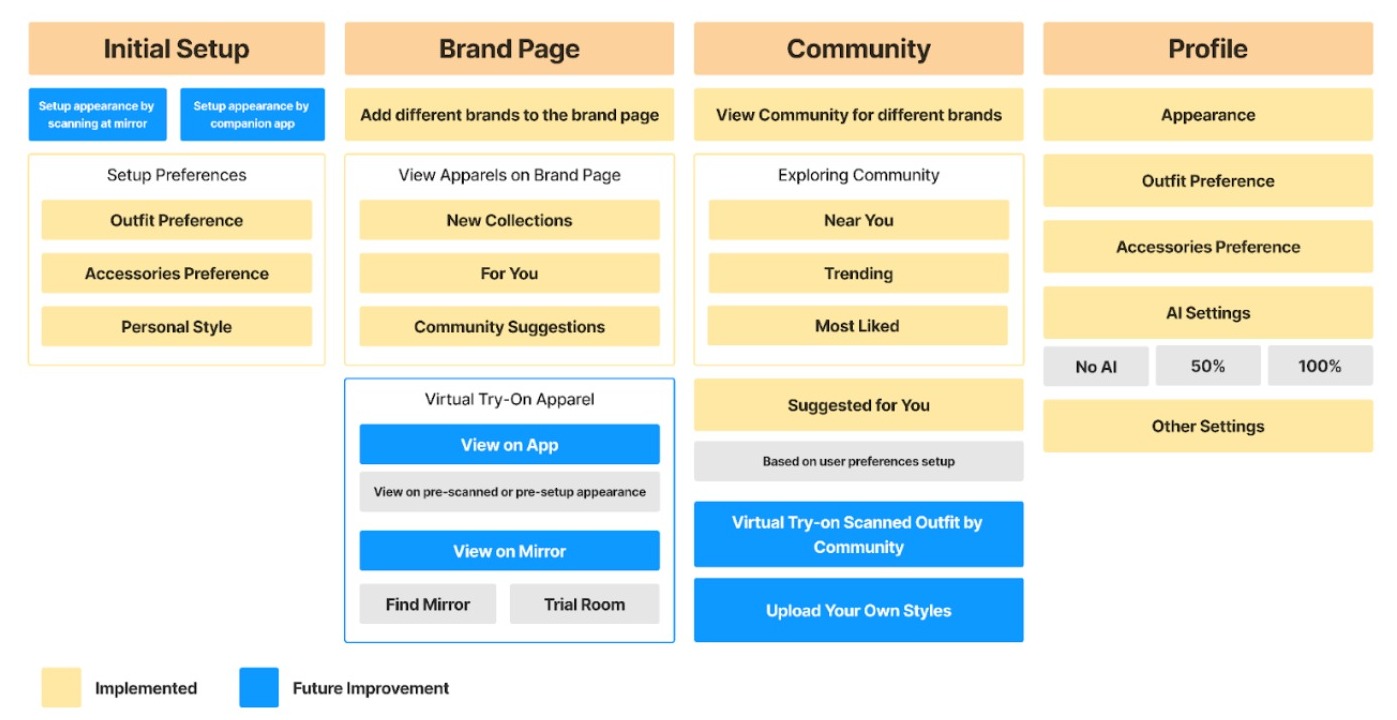 Initial Setup
Setup appearance by
scanning at mirror
Setup appearance by
companion app
Setup Preferences
Outfit Preference
Accessories Preference
Personal Style
Brand Page
Add different brands to the brand page
View Apparels on Brand Page
New Collections
For You
Community Suggestions
Virtual Try-On Apparel
View on App
View on pre-scanned or pre-setup appearance
View on Mirror
Find Mirror
Trial Room
Community
View Community for different brands
Exploring Community
Near You
Trending
Most Liked
Suggested for You
Based on user preferences setup
Virtual Try-on Scanned Outfit by
Community
Upload Your Own Styles
Profile
Appearance
Outfit Preference
Accessories Preference
AI Settings
No AI
50%
100%
Other Settings
Implemented
Future Improvement